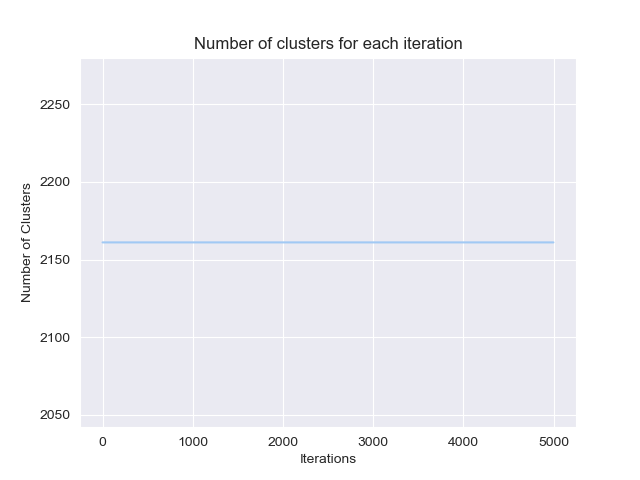 Number of clusters for each iteration
2250
2200
2150
2100
2050
Number of Clusters
0 1000 2000 3000 4000 5000
Iterations